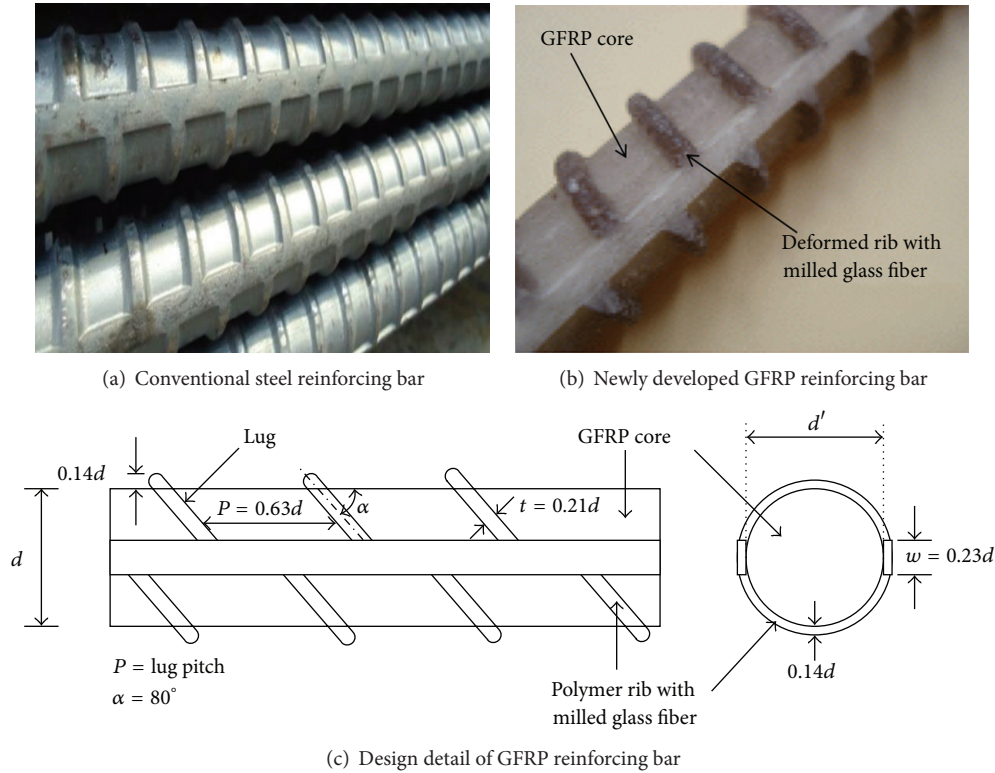 GFRP core
Deformed rib with
milled glass fiber
(a) Conventional steel reinforcing bar
(b) Newly developed GFRP reinforcing bar
Lug
GFRP core
d′
0.14d
P = 0.63d
α
t = 0.21d
d
w = 0.23d
P = lug pitch
α = 80°
Polymer rib with
milled glass fiber
0.14d
(c) Design detail of GFRP reinforcing bar